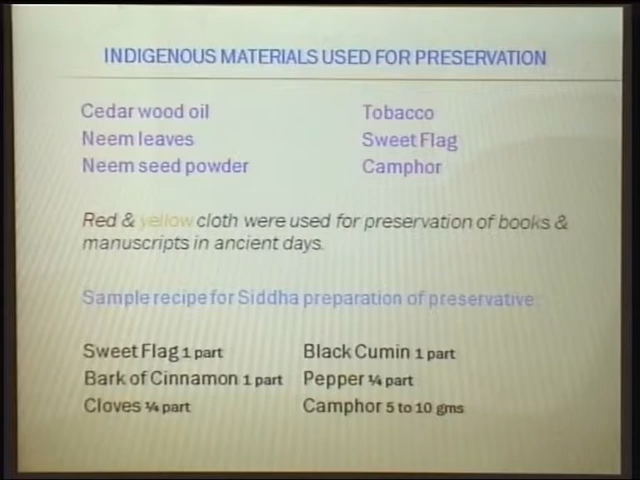 INDIGENOUS MATERIALS USED FOR PRESERVATION
Cedar wood oil
Tobacco
Neem leaves
Sweet Flag
Neem seed powder
Camphor
Red & yellow cloth were used for preservation of books &
manuscripts in ancient days.
Sample recipe for Siddha preparation of preservative:
Sweet Flag 1 part
Black Cumin 1 part
Bark of Cinnamon 1 part
Pepper ¼ part
Cloves ¼ part
Camphor 5 to 10 gms